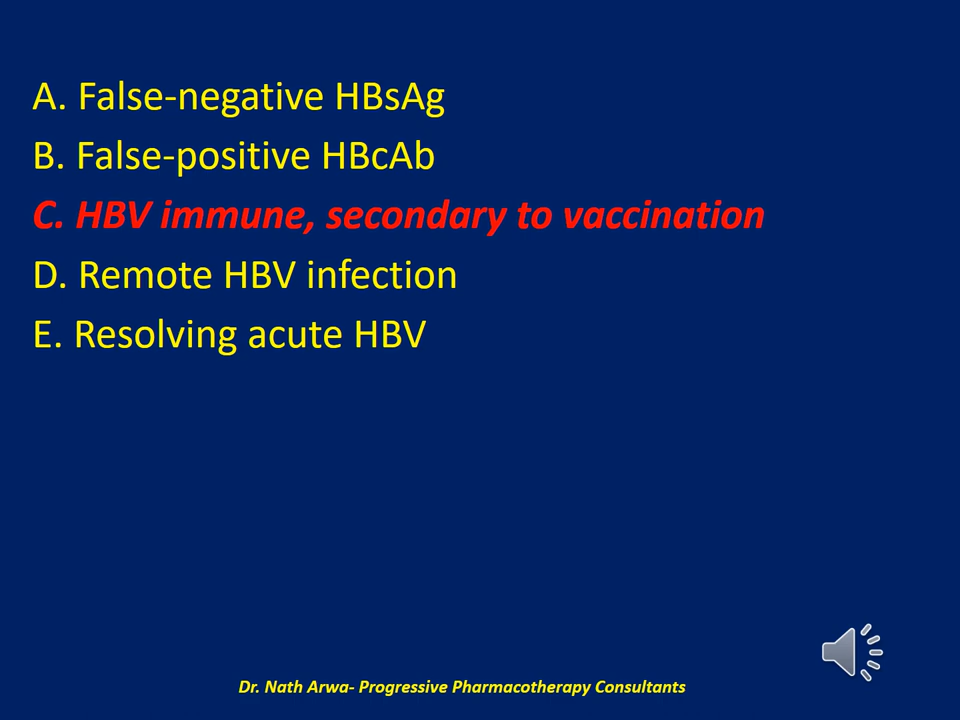 A. False-negative HBsAg
B. False-positive HBcAb
C. HBV immune, secondary to vaccination
D. Remote HBV infection
E. Resolving acute HBV
Dr. Nath Arwa- Progressive Pharmacotherapy Consultants